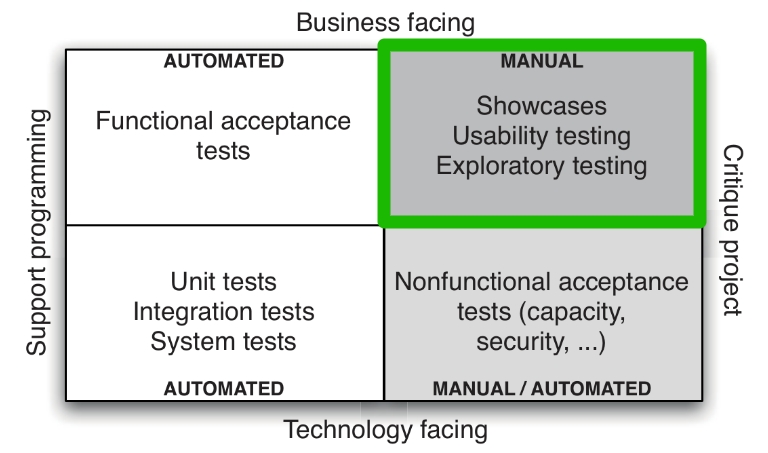 Business facing
AUTOMATED
Functional acceptance
tests
MANUAL
Showcases
Usability testing
Exploratory testing
Support programming
Critique project
Unit tests
Integration tests
System tests
AUTOMATED
Nonfunctional acceptance
tests (capacity,
security, ...)
MANUAL / AUTOMATED
Technology facing